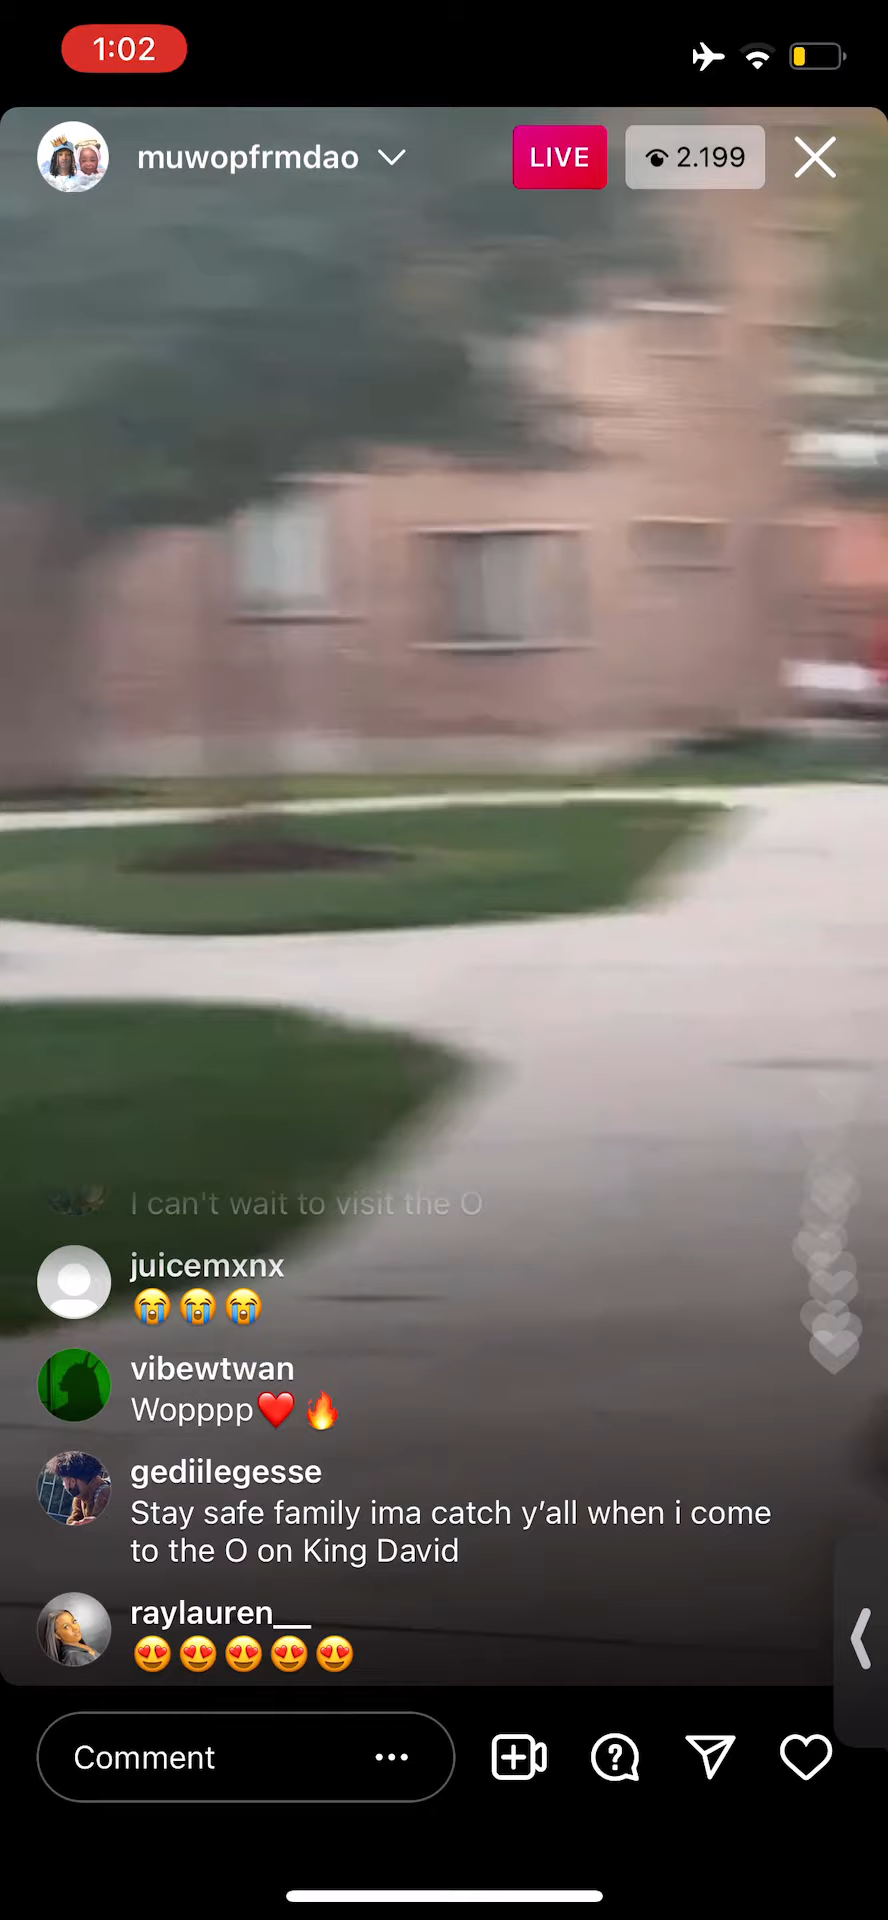 1:02
muwopfrmdao
LIVE
2.199
I can't wait to visit the O
juicemxnx
😭😭😭
vibewtwan
Wopppp❤️🔥
gediilegesse
Stay safe family ima catch y’all when i come
to the O on King David
raylauren__
😍😍😍😍😍
Comment